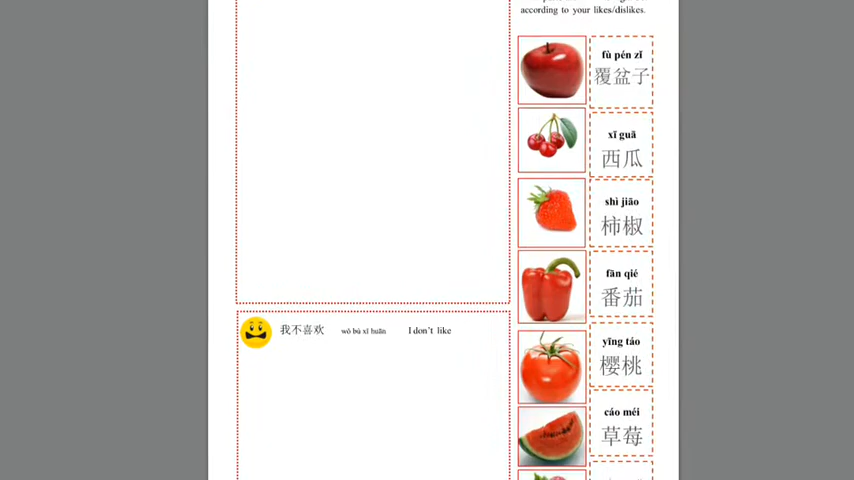 according to your likes/dislikes.
fù pén zǐ
覆盆子
xī guā
西瓜
shì jiāo
柿椒
fān qié
番茄
yīng táo
樱桃
cáo méi
草莓
我不喜欢 wǒ bù xǐ huān I don't like